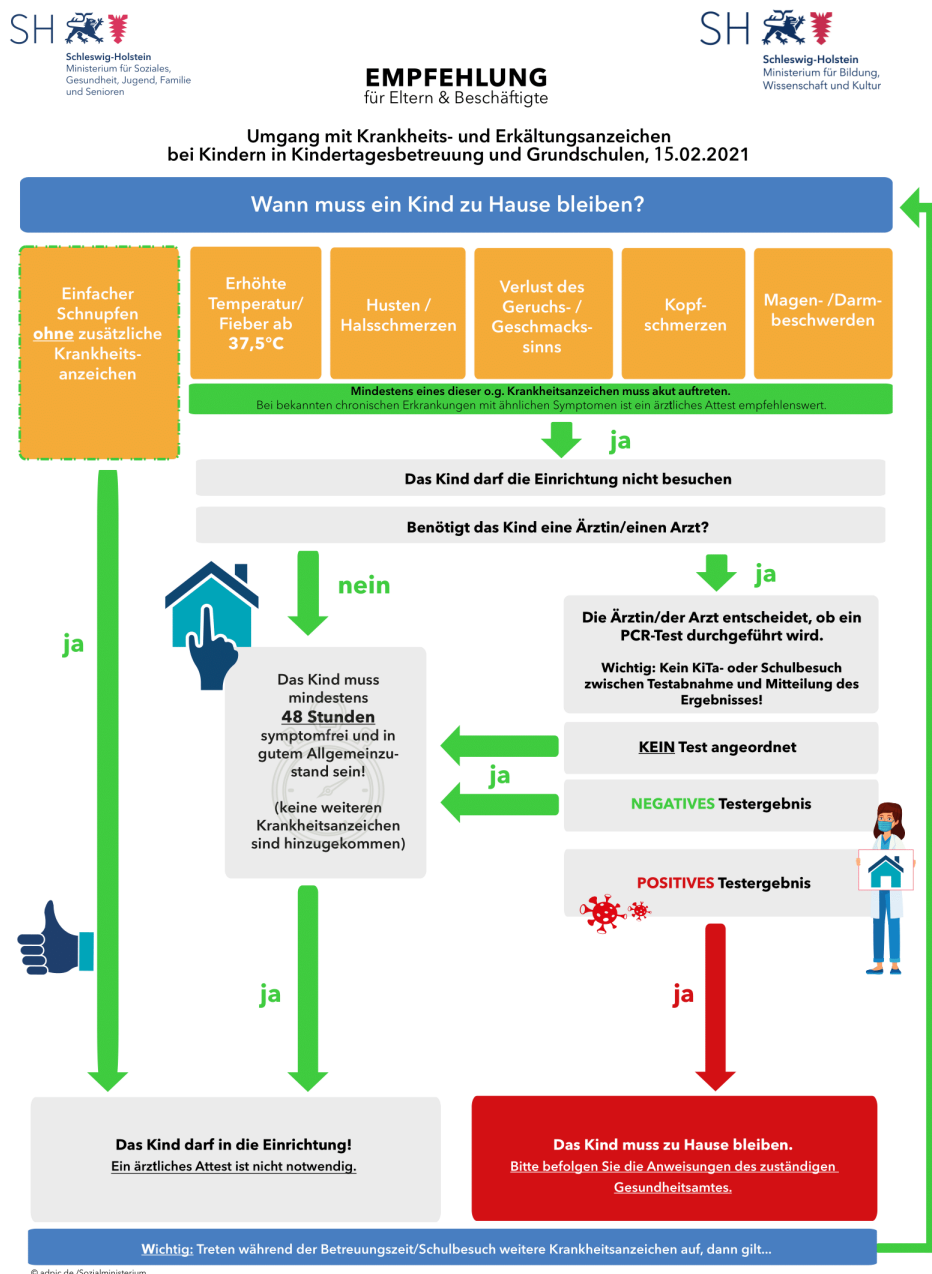 SH
Schleswig-Holstein
Ministerium für Soziales,
Gesundheit, Jugend, Familie
und Senioren
SH
Schleswig-Holstein
Ministerium für Bildung,
Wissenschaft und Kultur
EMPFEHLUNG
für Eltern & Beschäftigte
Umgang mit Krankheits- und Erkältungsanzeichen
bei Kindern in Kindertagesbetreuung und Grundschulen, 15.02.2021
Wann muss ein Kind zu Hause bleiben?
Einfacher
Schnupfen
ohne zusätzliche
Krankheits-
anzeichen
Erhöhte
Temperatur/
Fieber ab
37,5°C
Husten /
Halsschmerzen
Verlust des
Geruchs- /
Geschmacks-
sinns
Kopf-
schmerzen
Magen- /Darm-
beschwerden
Mindestens eines dieser o.g. Krankheitsanzeichen muss akut auftreten.
Bei bekannten chronischen Erkrankungen mit ähnlichen Symptomen ist ein ärztliches Attest empfehlenswert.
ja
Das Kind darf die Einrichtung nicht besuchen
Benötigt das Kind eine Ärztin/einen Arzt?
nein
ja
ja
Die Ärztin/der Arzt entscheidet, ob ein
PCR-Test durchgeführt wird.
Wichtig: Kein KiTa- oder Schulbesuch
zwischen Testabnahme und Mitteilung des
Ergebnisses!
Das Kind muss
mindestens
48 Stunden
symptomfrei und in
gutem Allgemeinzu-
stand sein!
(keine weiteren
Krankheitsanzeichen
sind hinzugekommen)
KEIN Test angeordnet
ja
NEGATIVES Testergebnis
POSITIVES Testergebnis
ja
ja
Das Kind darf in die Einrichtung!
Ein ärztliches Attest ist nicht notwendig.
Das Kind muss zu Hause bleiben.
Bitte befolgen Sie die Anweisungen des zuständigen
Gesundheitsamtes.
Wichtig: Treten während der Betreuungszeit/Schulbesuch weitere Krankheitsanzeichen auf, dann gilt...